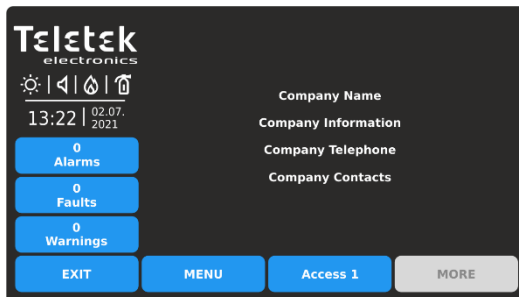 Teletek
electronics
13:22
02.07.
2021
0
Alarms
0
Faults
0
Warnings
Company Name
Company Information
Company Telephone
Company Contacts
EXIT
MENU
Access 1
MORE